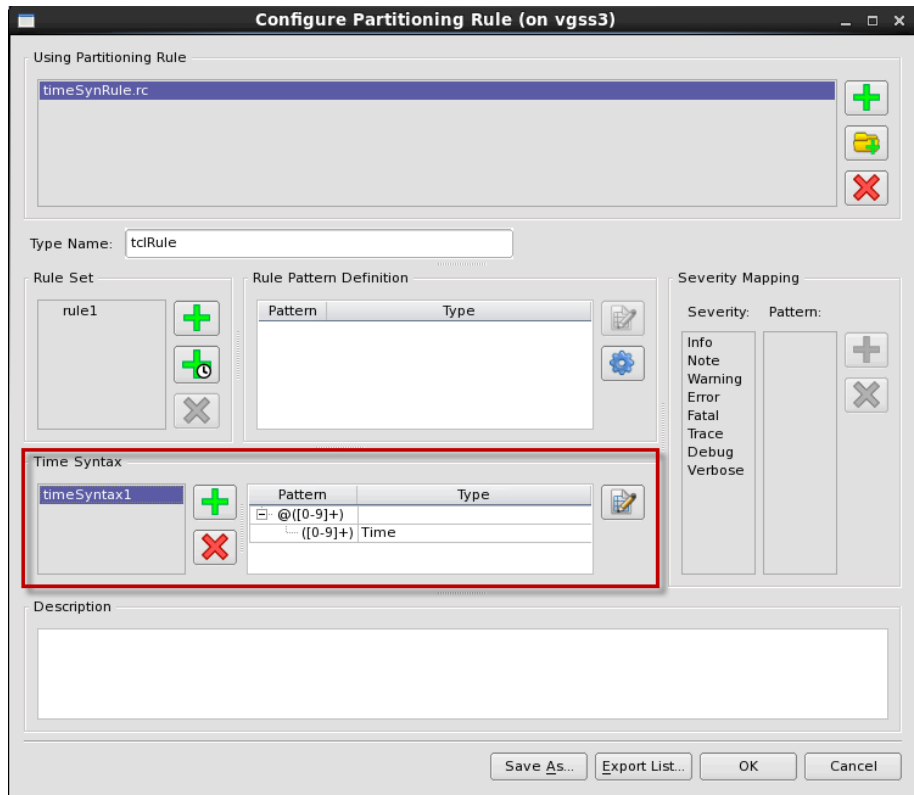 Configure Partitioning Rule (on vgss3)
Using Partitioning Rule
timeSynRule.rc
Type Name: tclRule
Rule Set
rule1
Rule Pattern Definition
Pattern Type
Severity Mapping
Severity: Pattern:
Info
Note
Warning
Error
Fatal
Trace
Debug
Verbose
Time Syntax
timeSyntax1
Pattern Type
@([0-9]+)
([0-9]+) Time
Description
Save As... Export List... OK Cancel